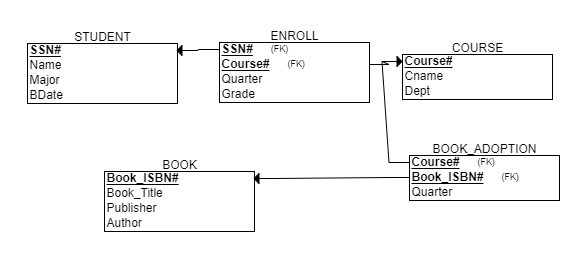 STUDENT
SSN#
Name
Major
BDate
ENROLL
SSN# (FK)
Course# (FK)
Quarter
Grade
COURSE
Course#
Cname
Dept
BOOK
Book_ISBN#
Book_Title
Publisher
Author
BOOK_ADOPTION
Course# (FK)
Book_ISBN# (FK)
Quarter